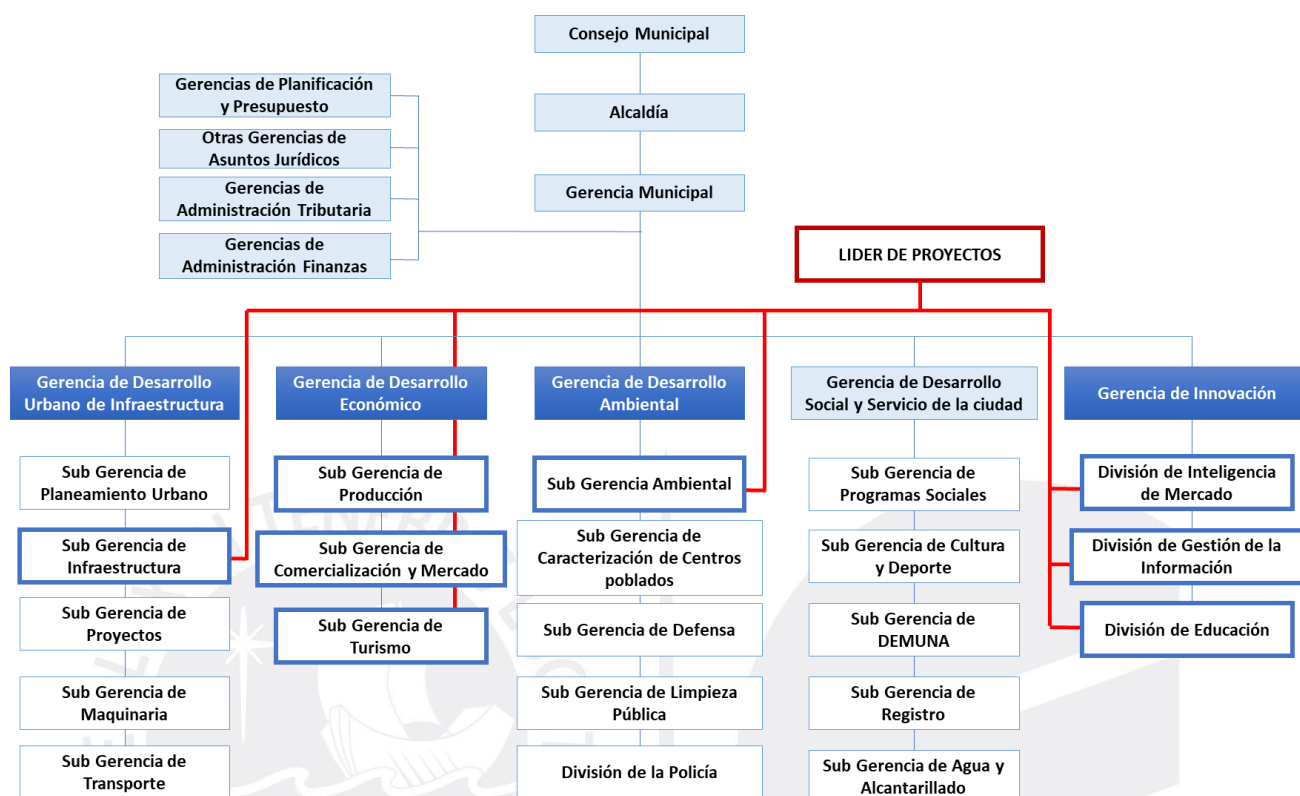 Consejo Municipal
Gerencias de Planificación
y Presupuesto
Alcaldía
Otras Gerencias de
Asuntos Jurídicos
Gerencias de
Administración Tributaria
Gerencia Municipal
Gerencias de
Administración Finanzas
LIDER DE PROYECTOS
Gerencia de Desarrollo
Urbano de Infraestructura
Gerencia de Desarrollo
Económico
Gerencia de Desarrollo
Ambiental
Gerencia de Desarrollo
Social y Servicio de la ciudad
Gerencia de Innovación
Sub Gerencia de
Planeamiento Urbano
Sub Gerencia de
Infraestructura
Sub Gerencia de
Proyectos
Sub Gerencia de
Maquinaria
Sub Gerencia de
Transporte
Sub Gerencia de
Producción
Sub Gerencia de
Comercialización y Mercado
Sub Gerencia de
Turismo
Sub Gerencia Ambiental
Sub Gerencia de
Caracterización de Centros
poblados
Sub Gerencia de Defensa
Sub Gerencia de Limpieza
Pública
División de la Policía
Sub Gerencia de
Programas Sociales
Sub Gerencia de Cultura
y Deporte
Sub Gerencia de
DEMUNA
Sub Gerencia de
Registro
Sub Gerencia de Agua y
Alcantarillado
División de Inteligencia
de Mercado
División de Gestión de la
Información
División de Educación